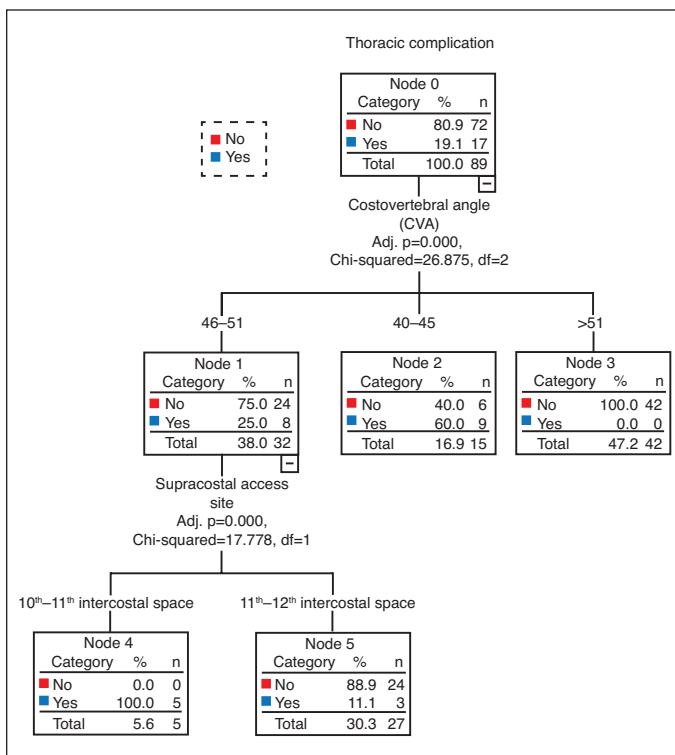 Thoracic complication
No
Yes
Node 0
Category % n
No 80.9 72
Yes 19.1 17
Total 100.0 89
Costovertebral angle
(CVA)
Adj. p=0.000,
Chi-squared=26.875, df=2
46–51
40–45
>51
Node 1
Category % n
No 75.0 24
Yes 25.0 8
Total 38.0 32
Node 2
Category % n
No 40.0 6
Yes 60.0 9
Total 16.9 15
Node 3
Category % n
No 100.0 42
Yes 0.0 0
Total 47.2 42
Supracostal access
site
Adj. p=0.000,
Chi-squared=17.778, df=1
10th–11th intercostal space
11th–12th intercostal space
Node 4
Category % n
No 0.0 0
Yes 100.0 5
Total 5.6 5
Node 5
Category % n
No 88.9 24
Yes 11.1 3
Total 30.3 27